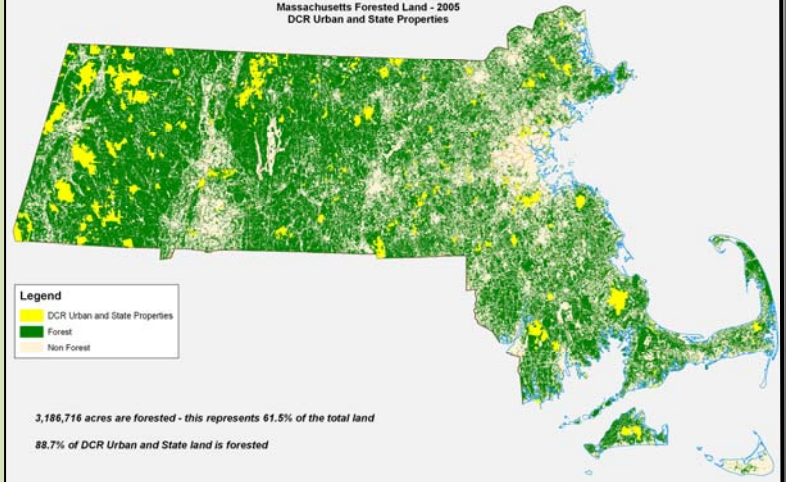 Massachusetts Forested Land - 2005
DCR Urban and State Properties
Legend
DCR Urban and State Properties
Forest
Non Forest
3,186,716 acres are forested - this represents 61.5% of the total land
88.7% of DCR Urban and State land is forested